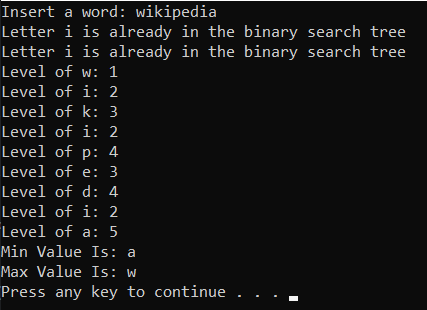 Insert a word: wikipedia
Letter i is already in the binary search tree
Letter i is already in the binary search tree
Level of w: 1
Level of i: 2
Level of k: 3
Level of i: 2
Level of p: 4
Level of e: 3
Level of d: 4
Level of i: 2
Level of a: 5
Min Value Is: a
Max Value Is: w
Press any key to continue . . .